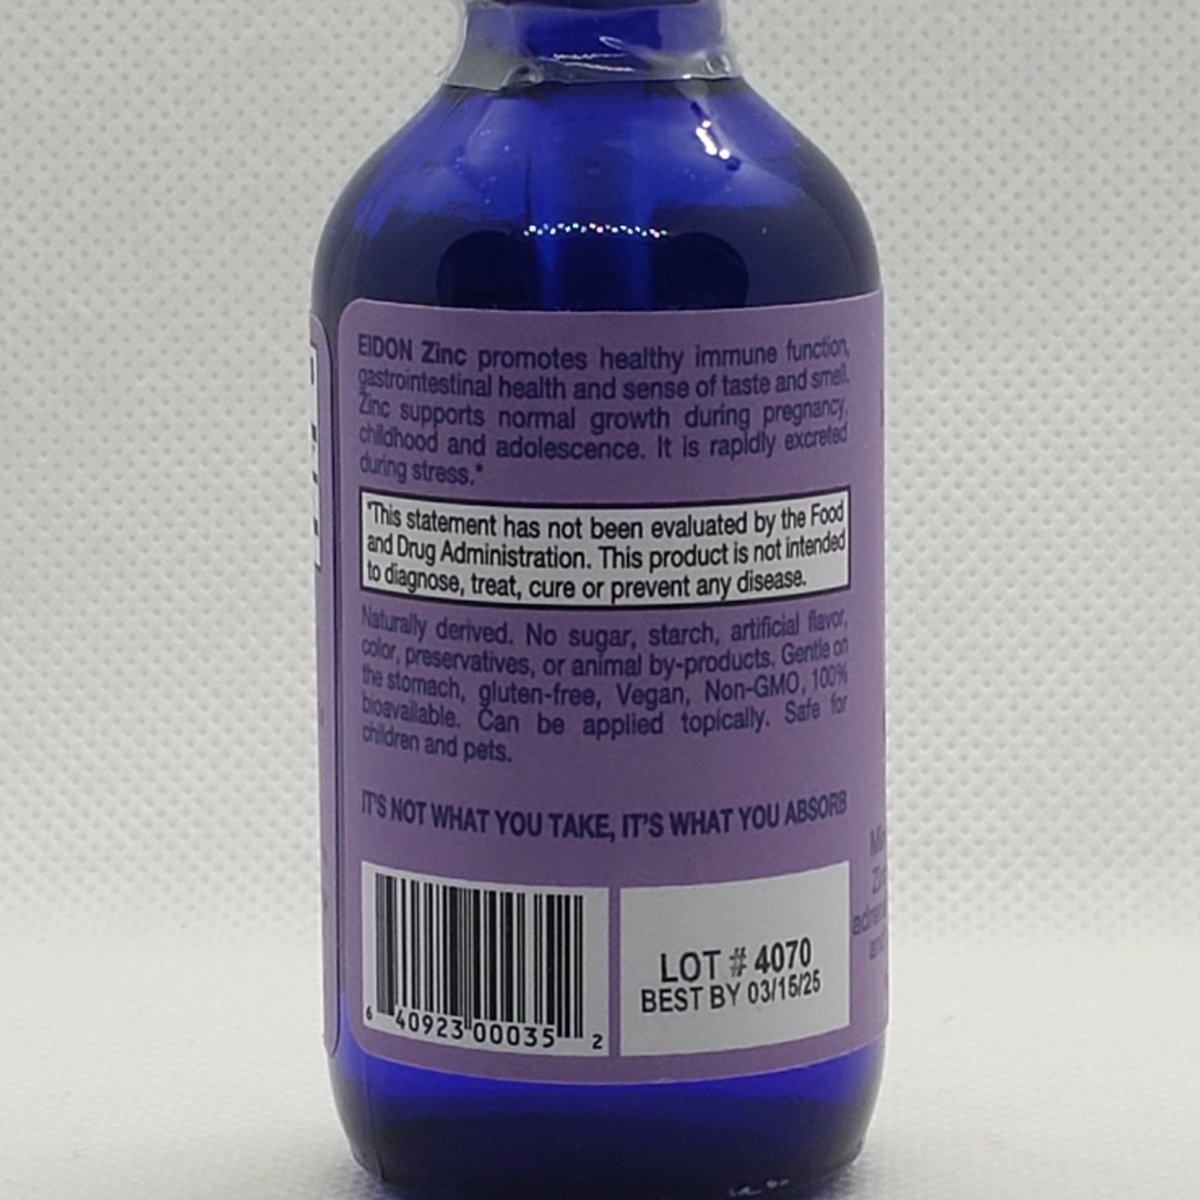 EIDON Zinc promotes healthy immune function,
gastrointestinal health and sense of taste and smell.
Zinc supports normal growth during pregnancy,
childhood and adolescence. It is rapidly excreted
during stress.*
*This statement has not been evaluated by the Food
and Drug Administration. This product is not intended
to diagnose, treat, cure or prevent any disease.
Naturally derived. No sugar, starch, artificial flavor,
color, preservatives, or animal by-products. Gentle on
the stomach, gluten-free, Vegan, Non-GMO, 100%
bioavailable. Can be applied topically. Safe for
children and pets.
IT'S NOT WHAT YOU TAKE, IT'S WHAT YOU ABSORB
6 40923 00035 2
LOT # 4070
BEST BY 03/15/25